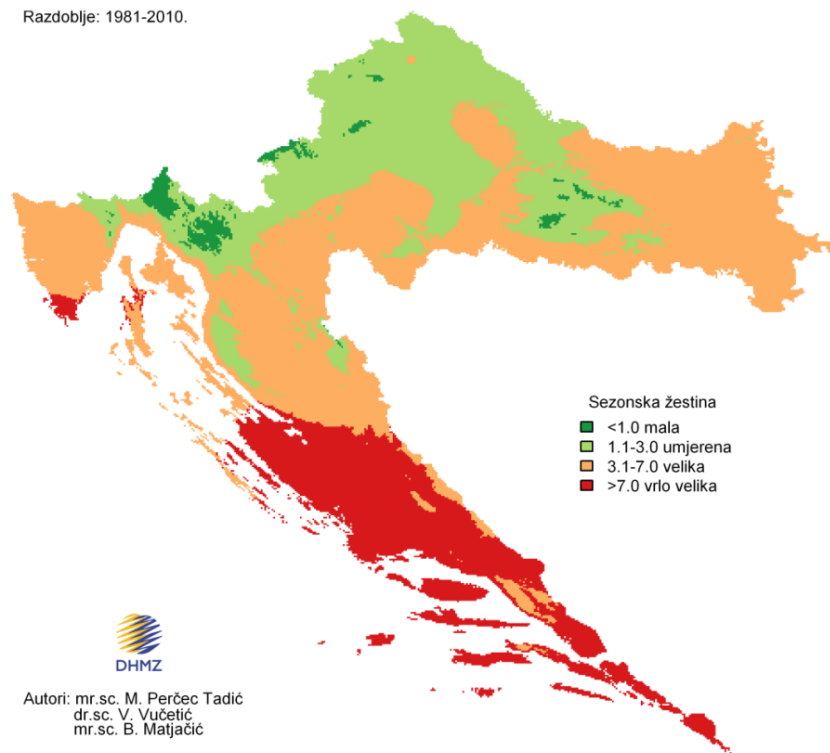 Razdoblje: 1981-2010.
Sezonska žestina
<1.0 mala
1.1-3.0 umjerena
3.1-7.0 velika
>7.0 vrlo velika
DHMZ
Autori: mr.sc. M. Perčec Tadić
dr.sc. V. Vučetić
mr.sc. B. Matjačić